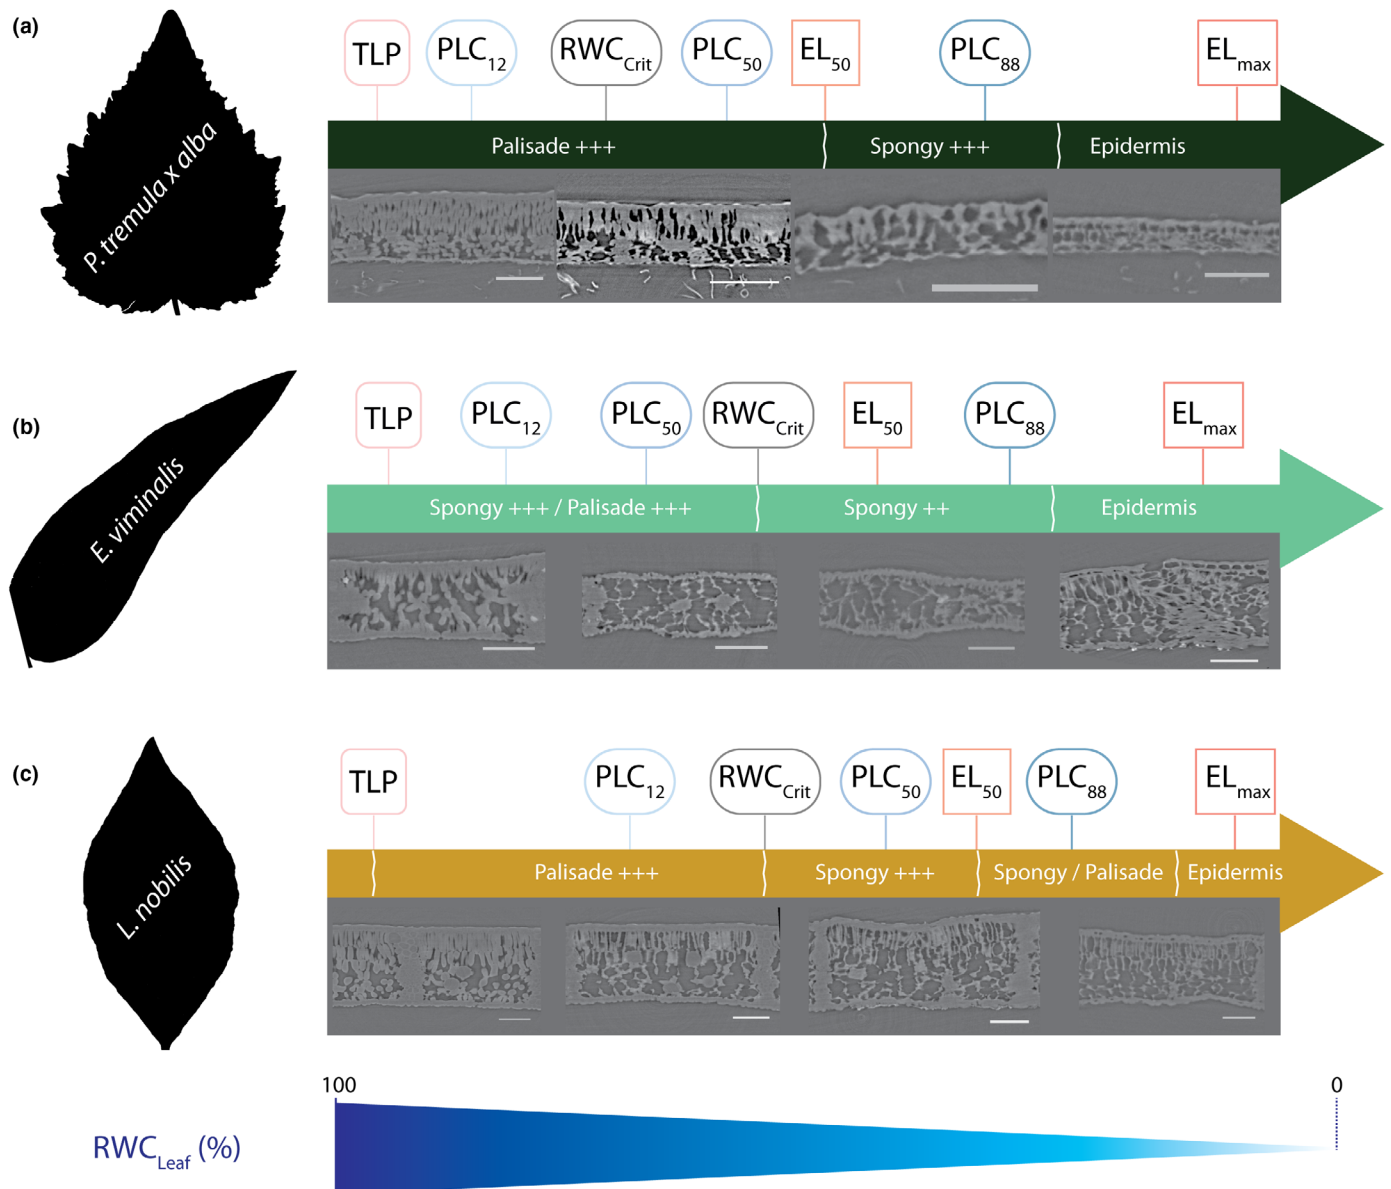 (a)
TLP PLC12 RWCCrit PLC50 EL50 PLC88 ELmax
P. tremula x alba
Palisade +++ Spongy +++ Epidermis
(b)
TLP PLC12 PLC50 RWCCrit EL50 PLC88 ELmax
E. viminalis
Spongy +++ / Palisade +++ Spongy ++ Epidermis
(c)
TLP PLC12 RWCCrit PLC50 EL50 PLC88 ELmax
L. nobilis
Palisade +++ Spongy +++ Spongy / Palisade Epidermis
100 0
RWCLeaf (%)